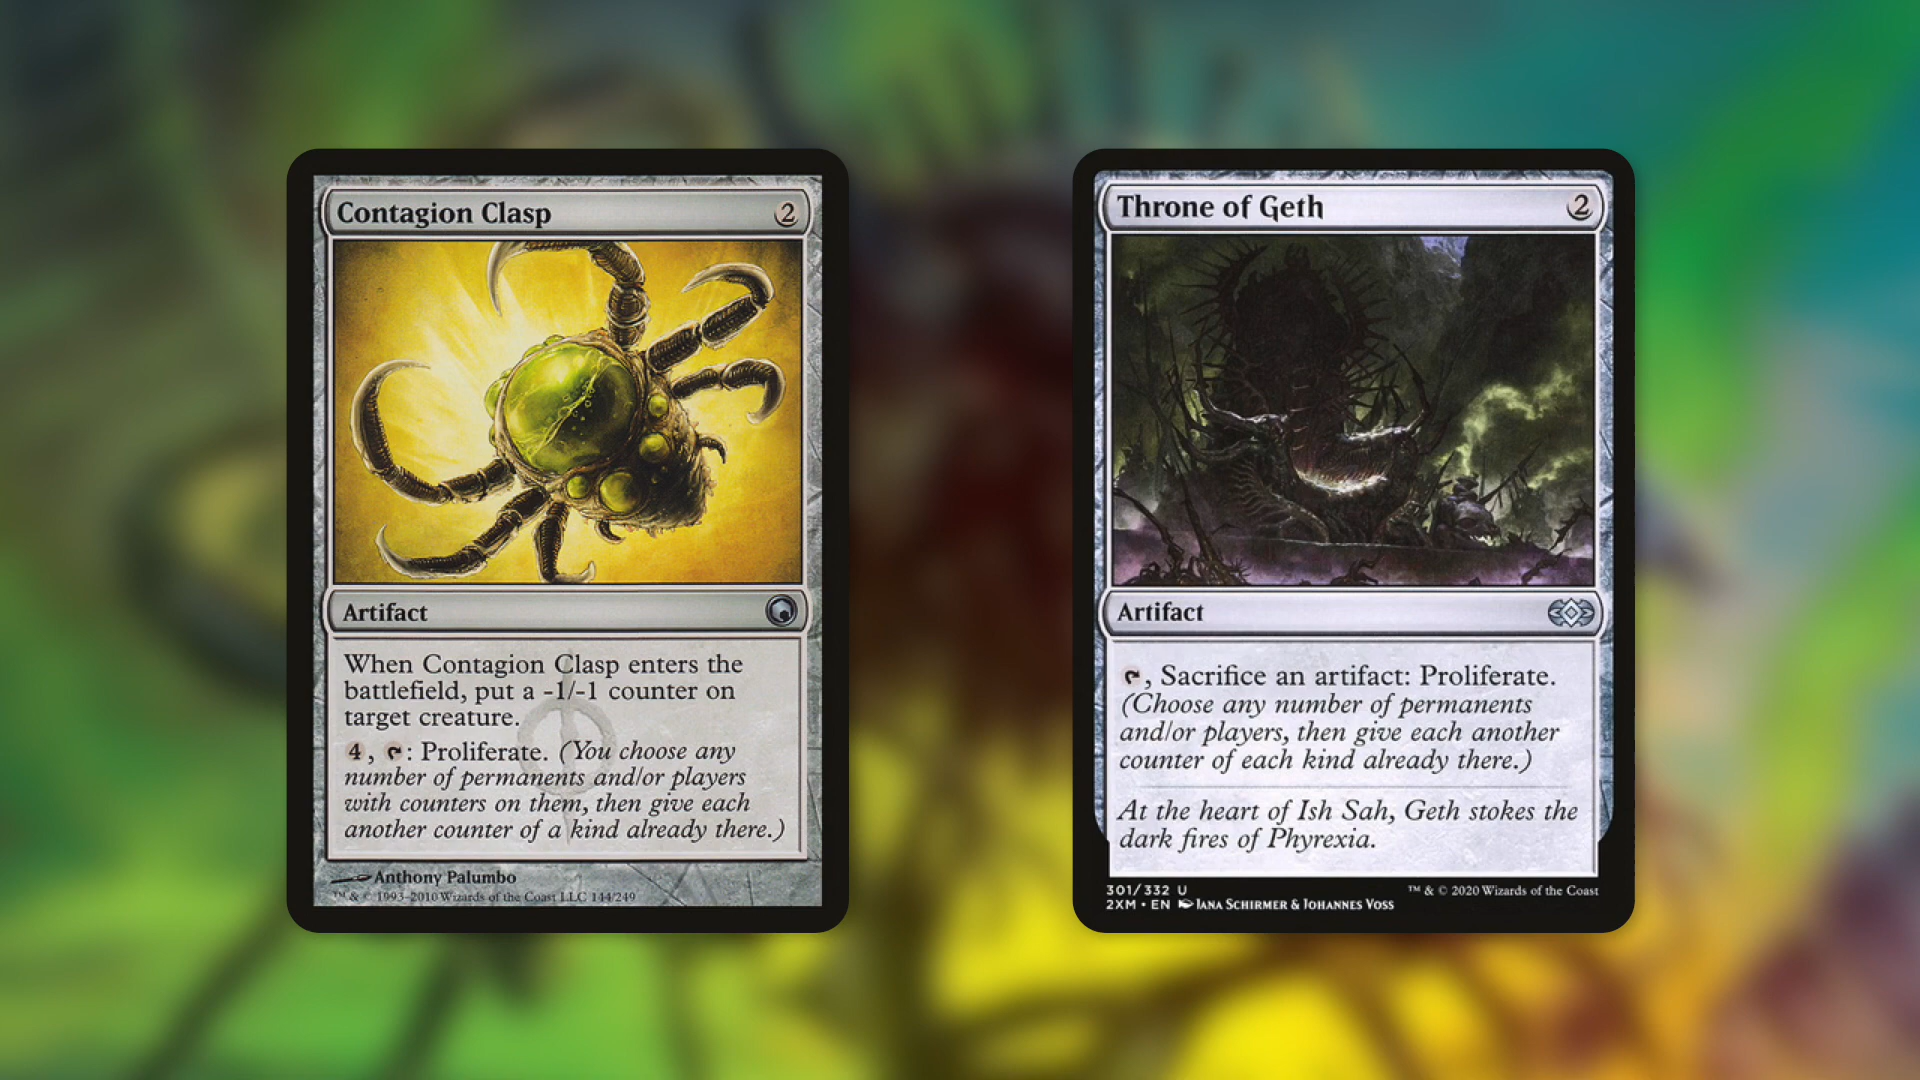 Contagion Clasp 2
Artifact
When Contagion Clasp enters the
battlefield, put a -1/-1 counter on
target creature.
4, : Proliferate. (You choose any
number of permanents and/or players
with counters on them, then give each
another counter of a kind already there.)
Anthony Palumbo
™ & © 1993–2010 Wizards of the Coast LLC 144/249
Throne of Geth 2
Artifact
, Sacrifice an artifact: Proliferate.
(Choose any number of permanents
and/or players, then give each another
counter of each kind already there.)
At the heart of Ish Sah, Geth stokes the
dark fires of Phyrexia.
301/332 U
™ & © 2020 Wizards of the Coast
2XM • EN Jana Schirmer & Johannes Voss